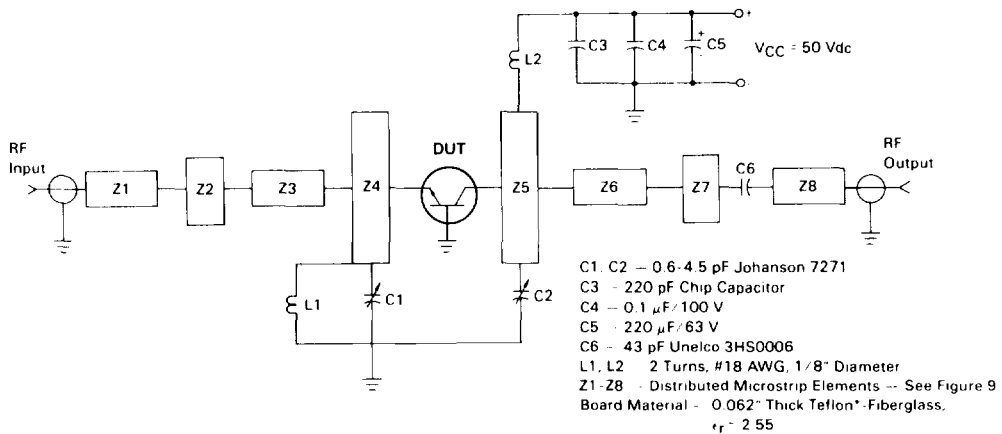 +
C3
C4
+
C5
VCC = 50 Vdc
-
L2
RF
Input
Z1
Z2
Z3
Z4
DUT
Z5
Z6
Z7
C6
Z8
RF
Output
L1
C1
C2
C1, C2 — 0.6-4.5 pF Johanson 7271
C3 - 220 pF Chip Capacitor
C4 — 0.1 μF/100 V
C5 - 220 μF/63 V
C6 - 43 pF Unelco 3HS0006
L1, L2 2 Turns, #18 AWG, 1/8" Diameter
Z1-Z8 - Distributed Microstrip Elements -- See Figure 9
Board Material - 0.062" Thick Teflon*-Fiberglass,
εr - 2 55